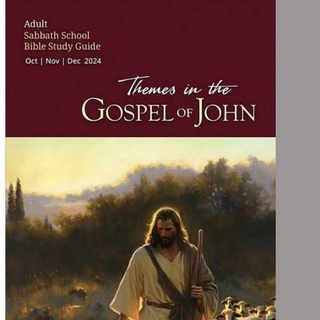 Adult
Sabbath School
Bible Study Guide
Oct | Nov | Dec 2024
Themes in the
GOSPEL OF JOHN